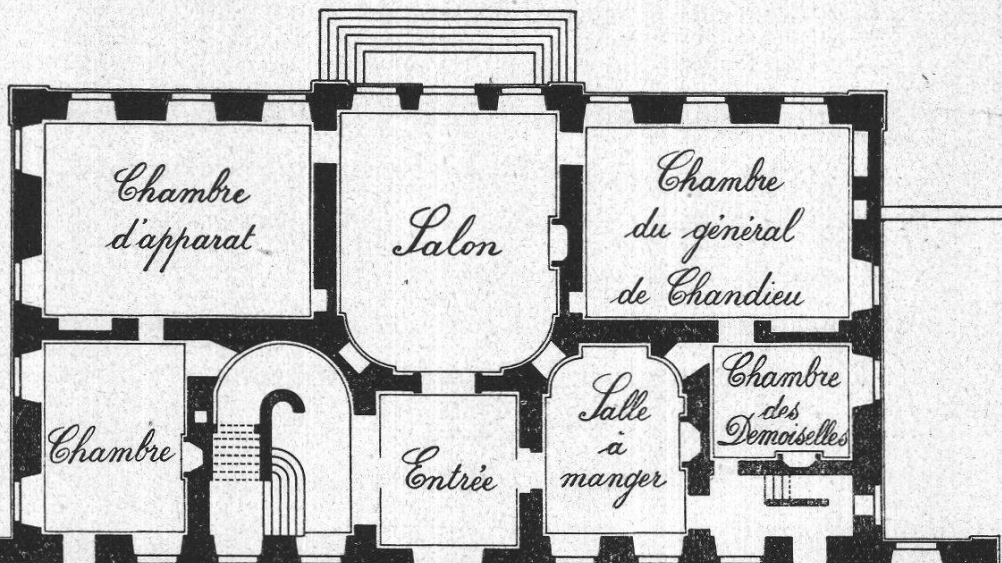 Chambre
d'apparat
Salon
Chambre
du général
de Chandieu
Chambre
Entrée
Salle
à
manger
Chambre
des
Demoiselles